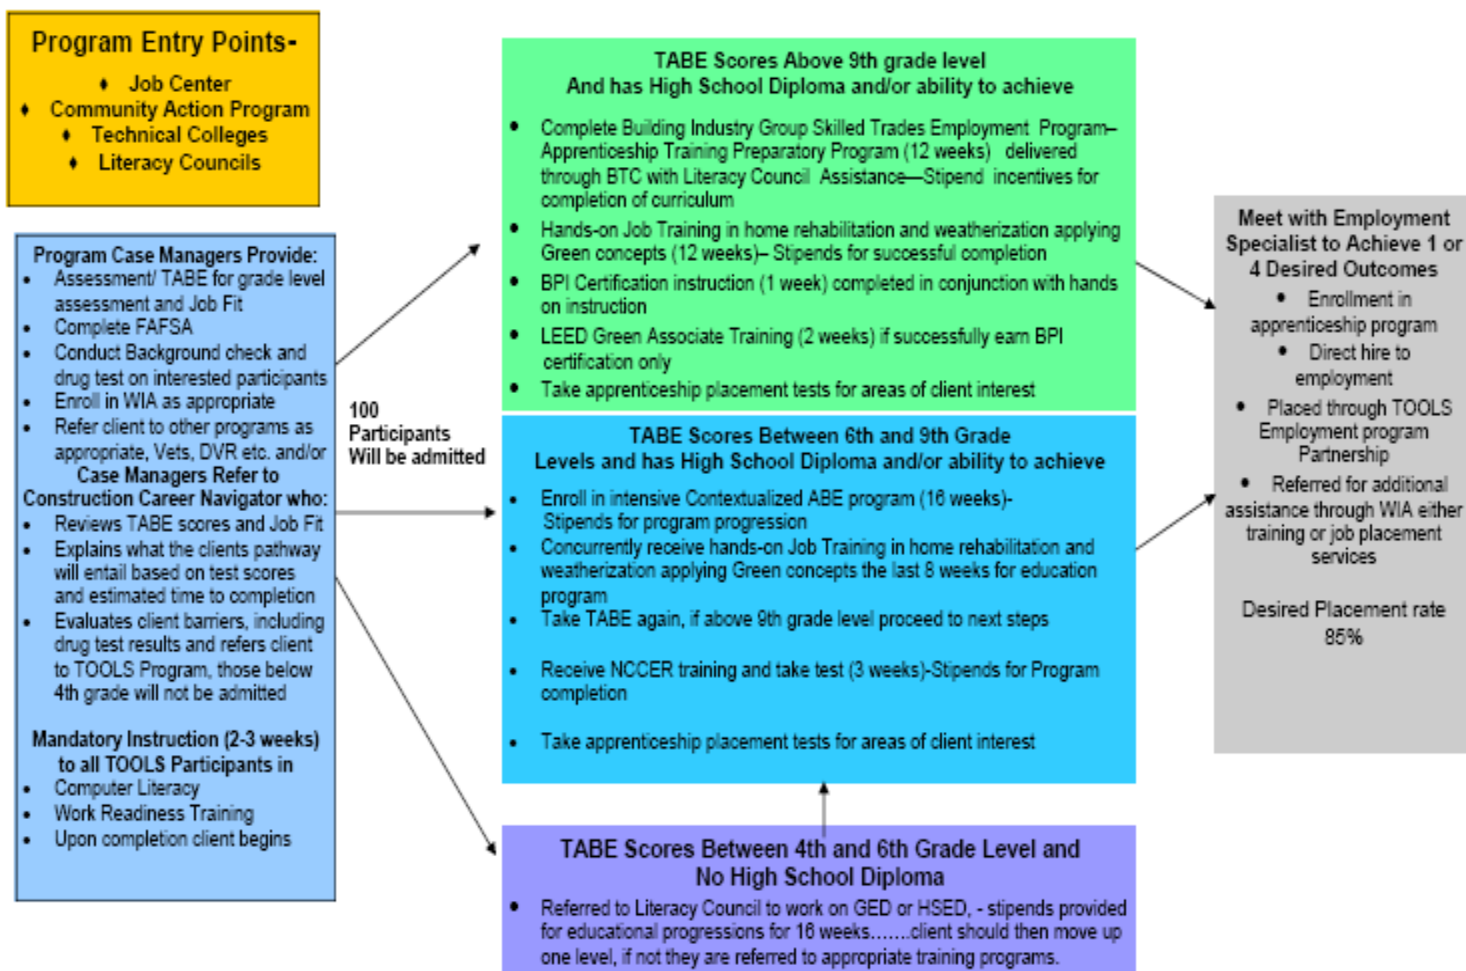 Program Entry Points-
♦ Job Center
♦ Community Action Program
♦ Technical Colleges
♦ Literacy Councils
Program Case Managers Provide:
• Assessment/ TABE for grade level
assessment and Job Fit
• Complete FAFSA
• Conduct Background check and
drug test on interested participants
• Enroll in WIA as appropriate
• Refer client to other programs as
appropriate, Vets, DVR etc. and/or
Case Managers Refer to
Construction Career Navigator who:
• Reviews TABE scores and Job Fit
• Explains what the clients pathway
will entail based on test scores
and estimated time to completion
• Evaluates client barriers, including
drug test results and refers client
to TOOLS Program, those below
4th grade will not be admitted
Mandatory Instruction (2-3 weeks)
to all TOOLS Participants in
• Computer Literacy
• Work Readiness Training
• Upon completion client begins
100
Participants
Will be admitted
TABE Scores Above 9th grade level
And has High School Diploma and/or ability to achieve
• Complete Building Industry Group Skilled Trades Employment Program–
Apprenticeship Training Preparatory Program (12 weeks) delivered
through BTC with Literacy Council Assistance—Stipend incentives for
completion of curriculum
• Hands-on Job Training in home rehabilitation and weatherization applying
Green concepts (12 weeks)– Stipends for successful completion
• BPI Certification instruction (1 week) completed in conjunction with hands
on instruction
• LEED Green Associate Training (2 weeks) if successfully earn BPI
certification only
• Take apprenticeship placement tests for areas of client interest
TABE Scores Between 6th and 9th Grade
Levels and has High School Diploma and/or ability to achieve
• Enroll in intensive Contextualized ABE program (16 weeks)-
Stipends for program progression
• Concurrently receive hands-on Job Training in home rehabilitation and
weatherization applying Green concepts the last 8 weeks for education
program
• Take TABE again, if above 9th grade level proceed to next steps
• Receive NCCER training and take test (3 weeks)-Stipends for Program
completion
• Take apprenticeship placement tests for areas of client interest
TABE Scores Between 4th and 6th Grade Level and
No High School Diploma
• Referred to Literacy Council to work on GED or HSED, - stipends provided
for educational progressions for 16 weeks…….client should then move up
one level, if not they are referred to appropriate training programs.
Meet with Employment
Specialist to Achieve 1 or
4 Desired Outcomes
• Enrollment in
apprenticeship program
• Direct hire to
employment
• Placed through TOOLS
Employment program
Partnership
• Referred for additional
assistance through WIA either
training or job placement
services
Desired Placement rate
85%